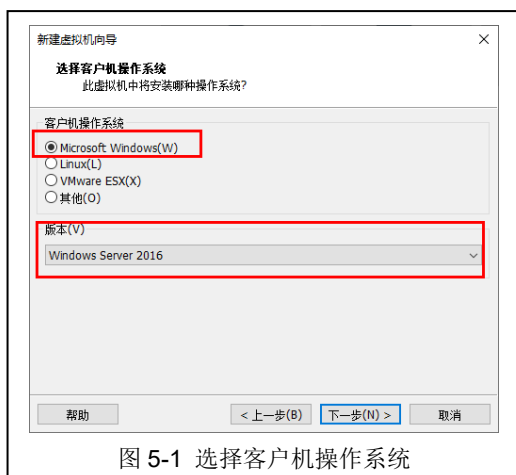 新建虚拟机向导
选择客户机操作系统
此虚拟机中将安装哪种操作系统?
客户机操作系统
Microsoft Windows(W)
Linux(L)
VMware ESX(X)
其他(O)
版本(V)
Windows Server 2016
帮助 < 上一步(B) 下一步(N) > 取消
图 5-1 选择客户机操作系统